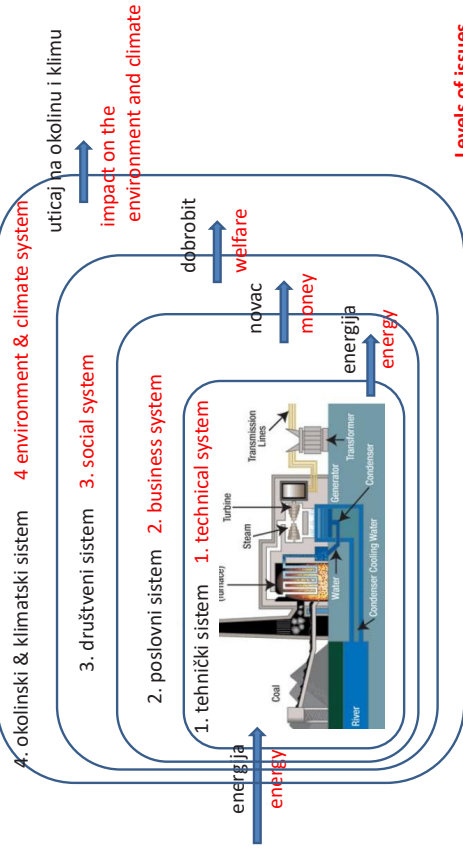 4. okolinski & klimatski sistem 4 environment & climate system
uticaj na okolinu i klimu
impact on the
environment and climate
3. društveni sistem 3. social system
dobrobit
welfare
2. poslovni sistem 2. business system
novac
money
1. tehnički sistem 1. technical system
energija
energy
energija
energy
Coal
(furnace)
Steam
Turbine
Transmission
Lines
River
Water
Generator
Transformer
Condenser Cooling Water
Condenser
Levels of issues